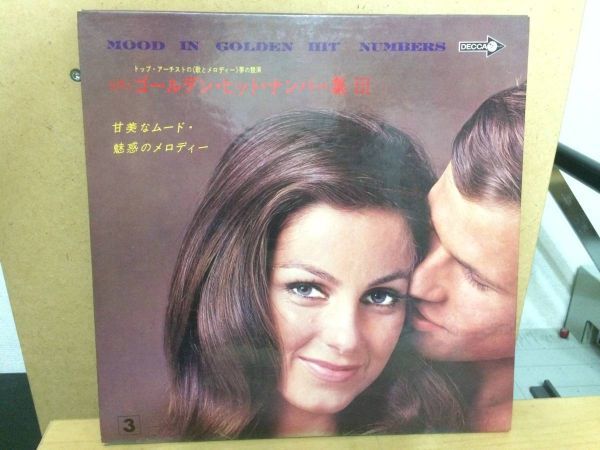 MOOD IN GOLDEN HIT NUMBERS
DECCA
トップ・アーチストの《歌とメロディー》夢の競演
ゴールデン・ヒット・ナンバー集 III
甘美なムード・
魅惑のメロディー
3